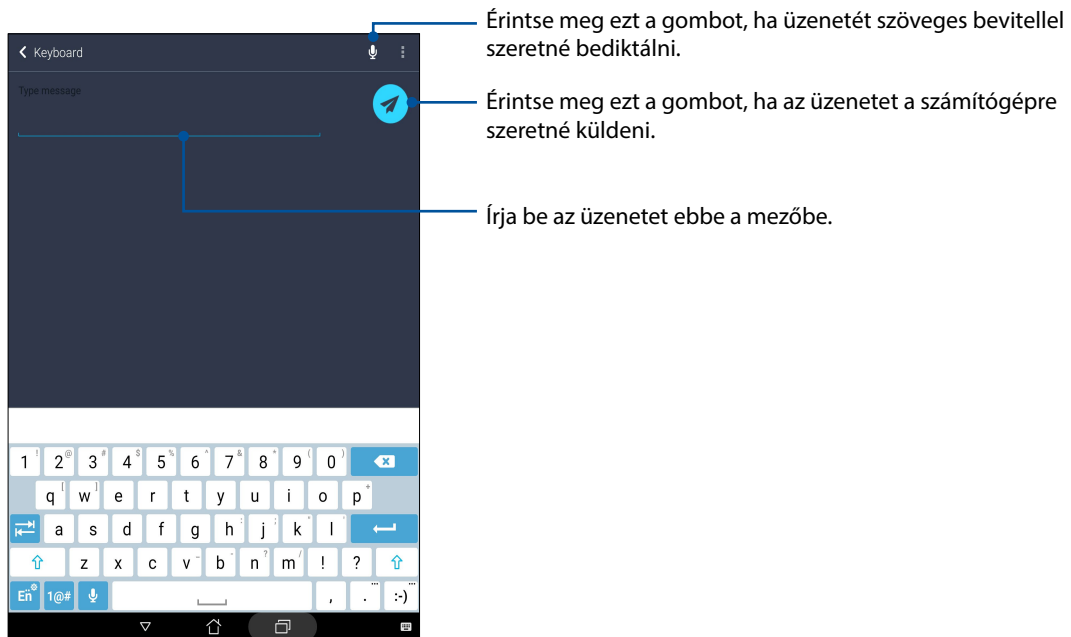 Érintse meg ezt a gombot, ha üzenetét szöveges bevitellel
szeretné bediktálni.
Keyboard
Type message
Érintse meg ezt a gombot, ha az üzenetet a számítógépre
szeretné küldeni.
Írja be az üzenetet ebbe a mezőbe.
1 ! 2 @ 3 # 4 $ 5 % 6 ^ 7 & 8 * 9 ( 0 )
q [ w ] e r t y u i o p +
a s d f g h : j ; k " l '
z x c v _ b - n ? m / ! ?
En 1@# , . ... :-) ...